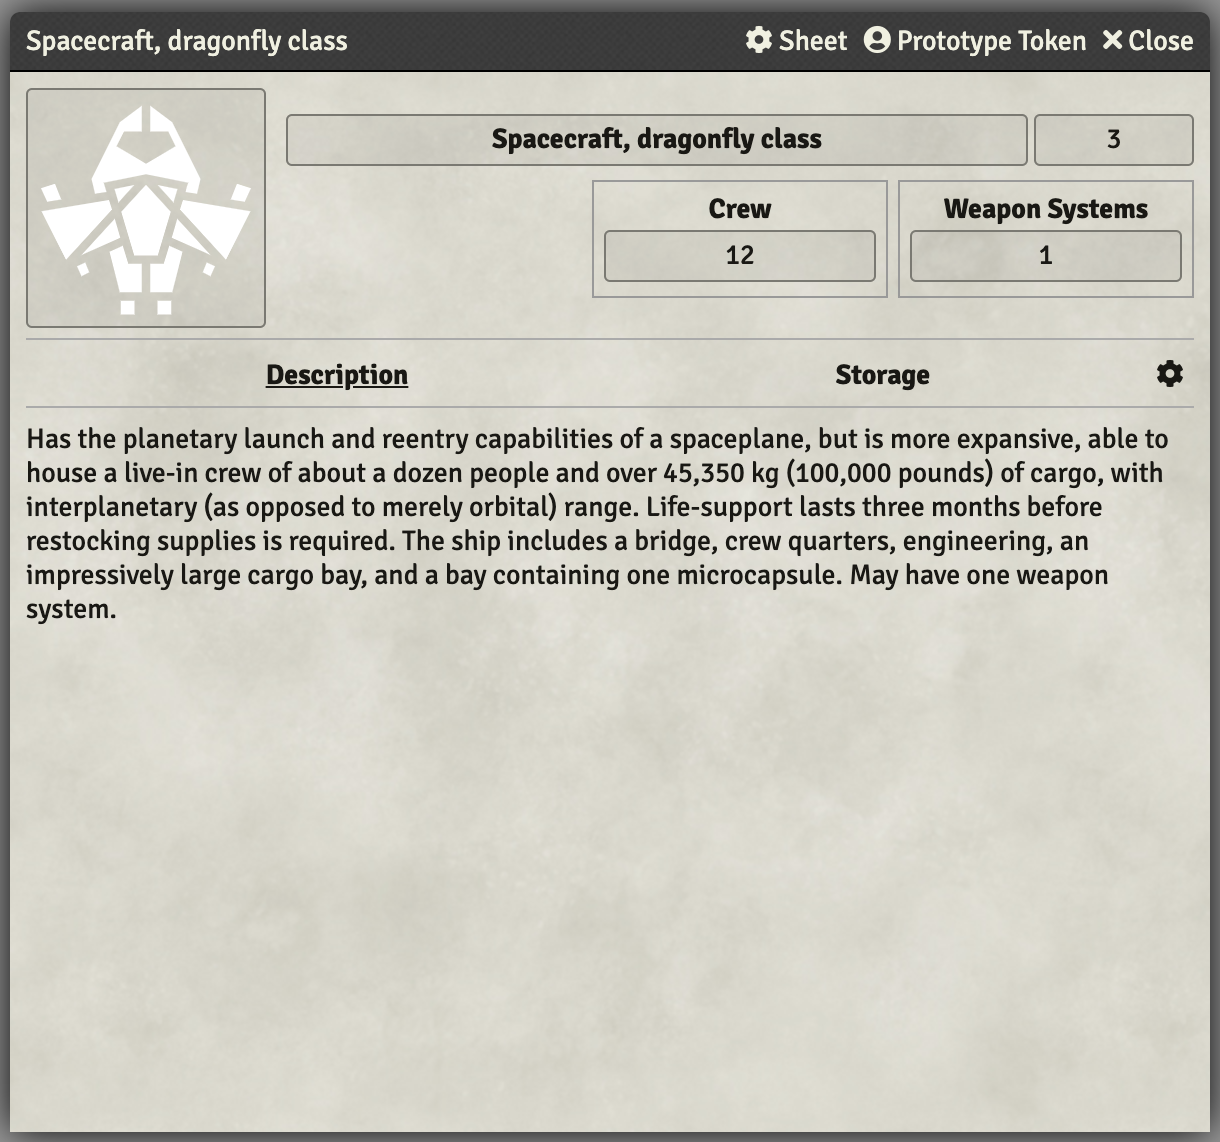 Spacecraft, dragonfly class
Sheet
Prototype Token
Close
Spacecraft, dragonfly class
3
Crew
12
Weapon Systems
1
Description
Storage
Has the planetary launch and reentry capabilities of a spaceplane, but is more expansive, able to
house a live-in crew of about a dozen people and over 45,350 kg (100,000 pounds) of cargo, with
interplanetary (as opposed to merely orbital) range. Life-support lasts three months before
restocking supplies is required. The ship includes a bridge, crew quarters, engineering, an
impressively large cargo bay, and a bay containing one microcapsule. May have one weapon
system.